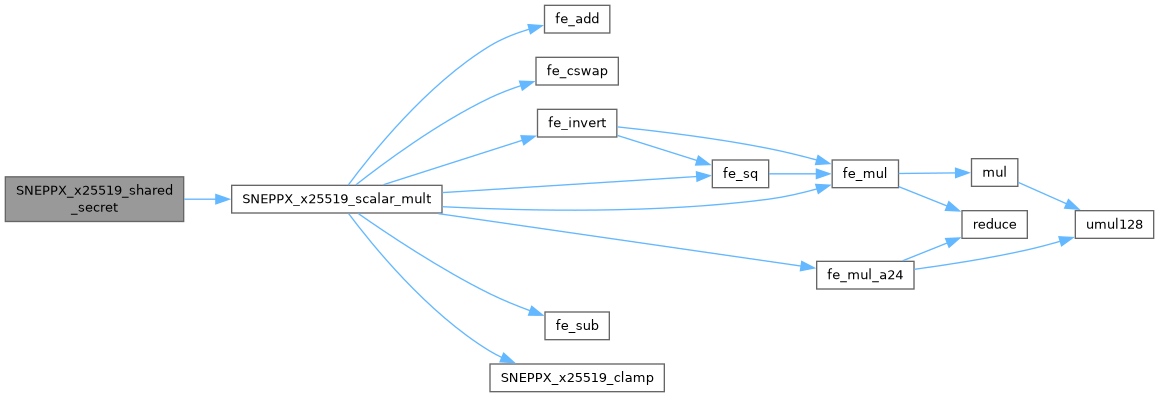 SNEPPX_x25519_shared
_secret
SNEPPX_x25519_scalar_mult
fe_add
fe_cswap
fe_invert
fe_sq
fe_mul
mul
reduce
umul128
fe_mul_a24
fe_sub
SNEPPX_x25519_clamp